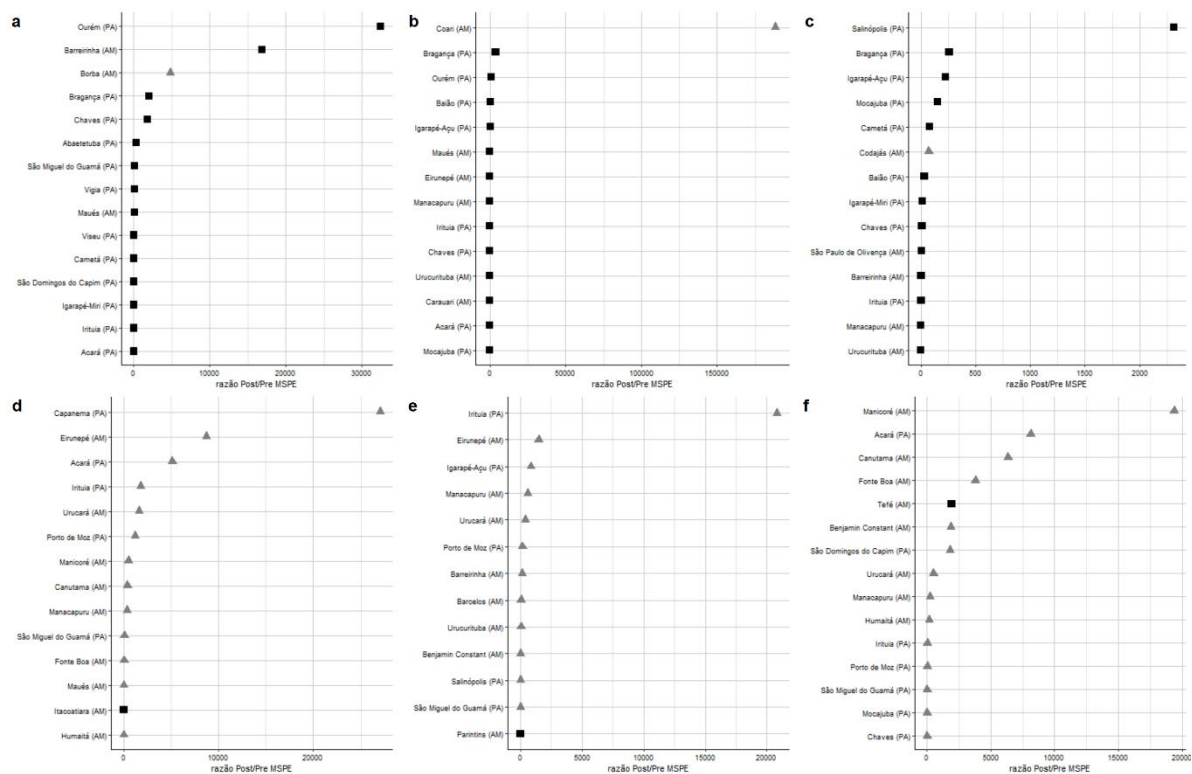 a
Ourém (PA)
Barreirinha (AM)
Borba (AM)
Bragança (PA)
Chaves (PA)
Abaetetuba (PA)
São Miguel do Guamá (PA)
Vigia (PA)
Maués (AM)
Viseu (PA)
Cametá (PA)
São Domingos do Capim (PA)
Igarapé-Miri (PA)
Irituia (PA)
Acará (PA)
0 10000 20000 30000
razão Post/Pre MSPE
b
Coari (AM)
Bragança (PA)
Ourém (PA)
Baião (PA)
Igarapé-Açu (PA)
Maués (AM)
Eirunepé (AM)
Manacapuru (AM)
Irituia (PA)
Chaves (PA)
Urucurituba (AM)
Carauari (AM)
Acará (PA)
Mocajuba (PA)
0 50000 100000 150000
razão Post/Pre MSPE
c
Salinópolis (PA)
Bragança (PA)
Igarapé-Açu (PA)
Mocajuba (PA)
Cametá (PA)
Codajás (AM)
Baião (PA)
Igarapé-Miri (PA)
Chaves (PA)
São Paulo de Olivença (AM)
Barreirinha (AM)
Irituia (PA)
Manacapuru (AM)
Urucurituba (AM)
0 500 1000 1500 2000
razão Post/Pre MSPE
d
Capanema (PA)
Eirunepé (AM)
Acará (PA)
Irituia (PA)
Urucará (AM)
Porto de Moz (PA)
Manicoré (AM)
Canutama (AM)
Manacapuru (AM)
São Miguel do Guamá (PA)
Fonte Boa (AM)
Maués (AM)
Itacoatiara (AM)
Humaitá (AM)
0 10000 20000
razão Post/Pre MSPE
e
Irituia (PA)
Eirunepé (AM)
Igarapé-Açu (PA)
Manacapuru (AM)
Urucará (AM)
Porto de Moz (PA)
Barreirinha (AM)
Barcelos (AM)
Urucurituba (AM)
Benjamin Constant (AM)
Salinópolis (PA)
São Miguel do Guamá (PA)
Parintins (AM)
0 5000 10000 15000 20000
razão Post/Pre MSPE
f
Manicoré (AM)
Acará (PA)
Canutama (AM)
Fonte Boa (AM)
Tefé (AM)
Benjamin Constant (AM)
São Domingos do Capim (PA)
Urucará (AM)
Manacapuru (AM)
Humaitá (AM)
Irituia (PA)
Porto de Moz (PA)
São Miguel do Guamá (PA)
Mocajuba (PA)
Chaves (PA)
0 5000 10000 15000 20000
razão Post/Pre MSPE